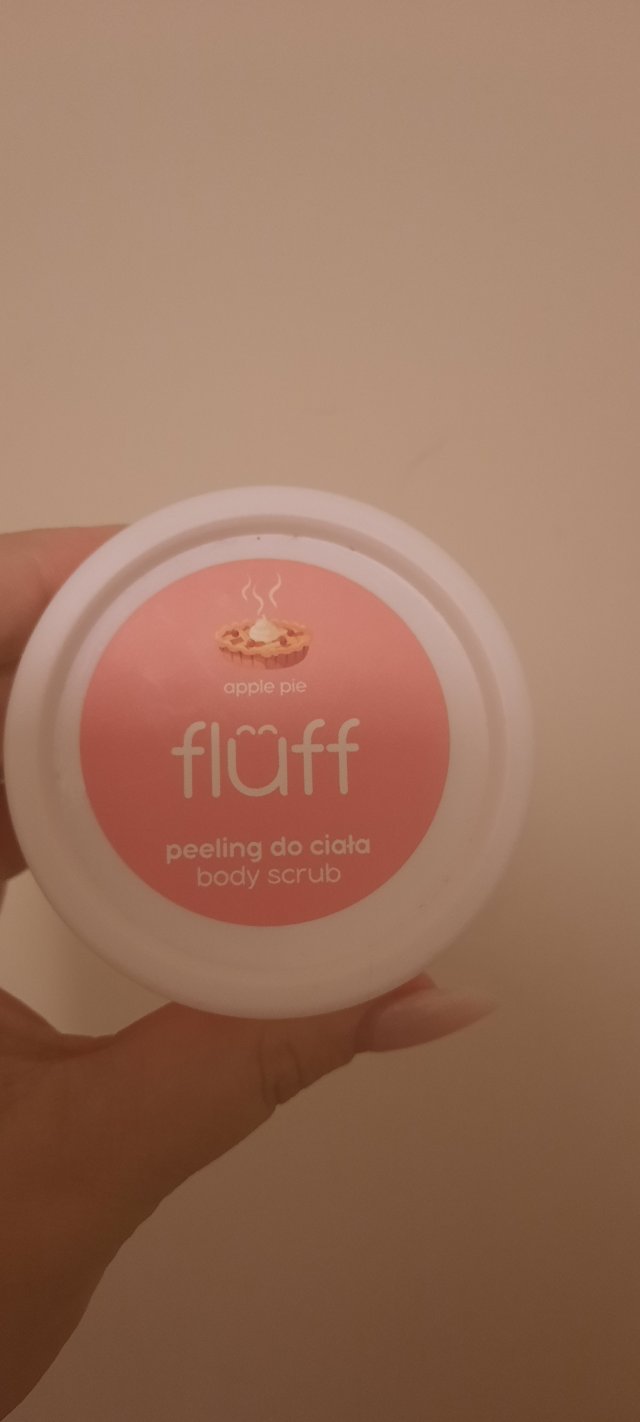 apple pie
flüff
peeling do ciała
body scrub